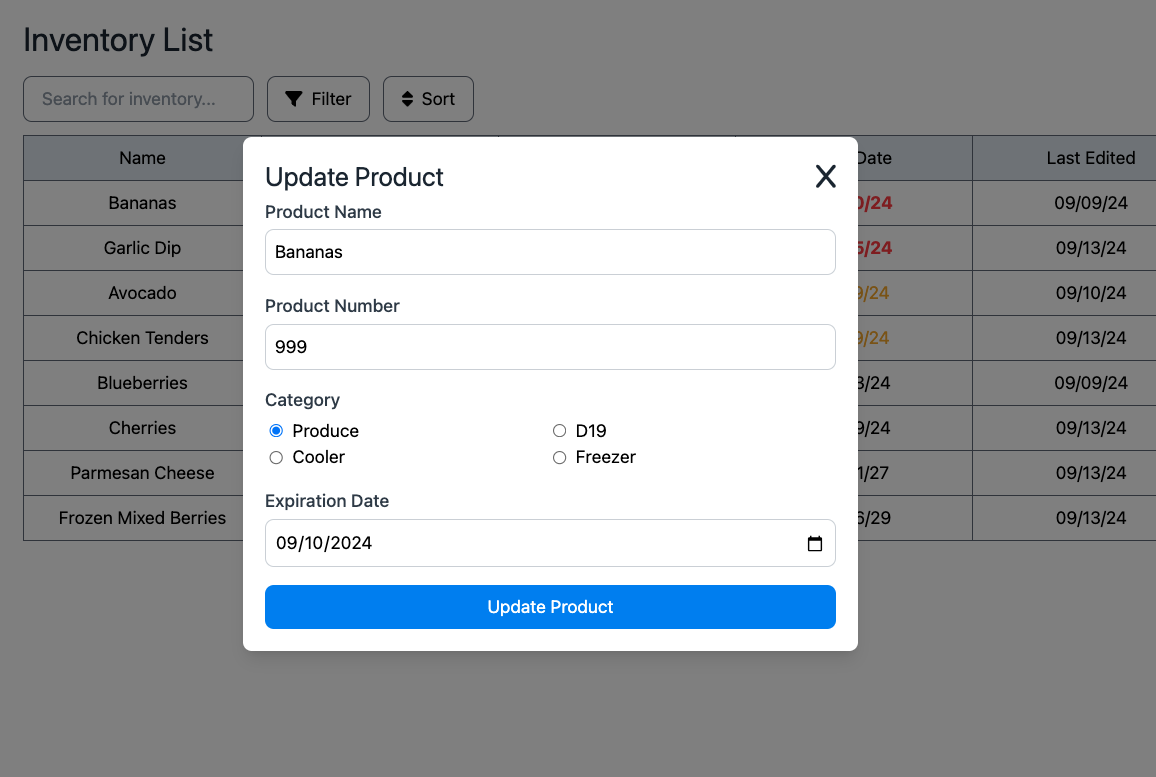 Inventory List
Search for inventory...
Filter
Sort
Name
Date
Last Edited
Bananas
0/24
09/09/24
Garlic Dip
5/24
09/13/24
Avocado
9/24
09/10/24
Chicken Tenders
9/24
09/13/24
Blueberries
3/24
09/09/24
Cherries
9/24
09/13/24
Parmesan Cheese
1/27
09/13/24
Frozen Mixed Berries
6/29
09/13/24
Update Product
X
Product Name
Bananas
Product Number
999
Category
Produce
D19
Cooler
Freezer
Expiration Date
09/10/2024
Update Product